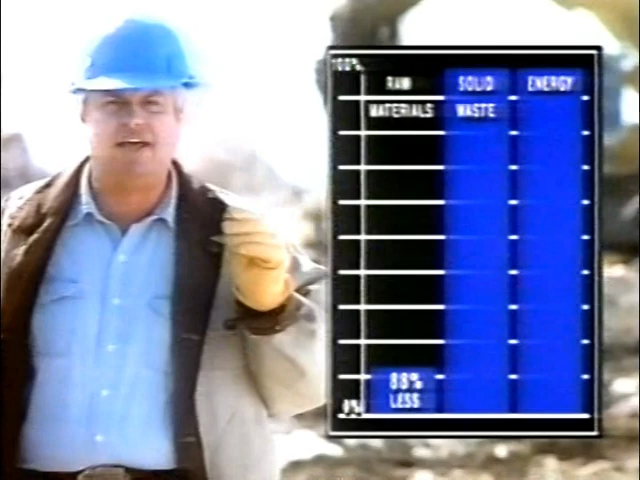 100%
RAW SOLID ENERGY
MATERIALS WASTE
88%
LESS
0%